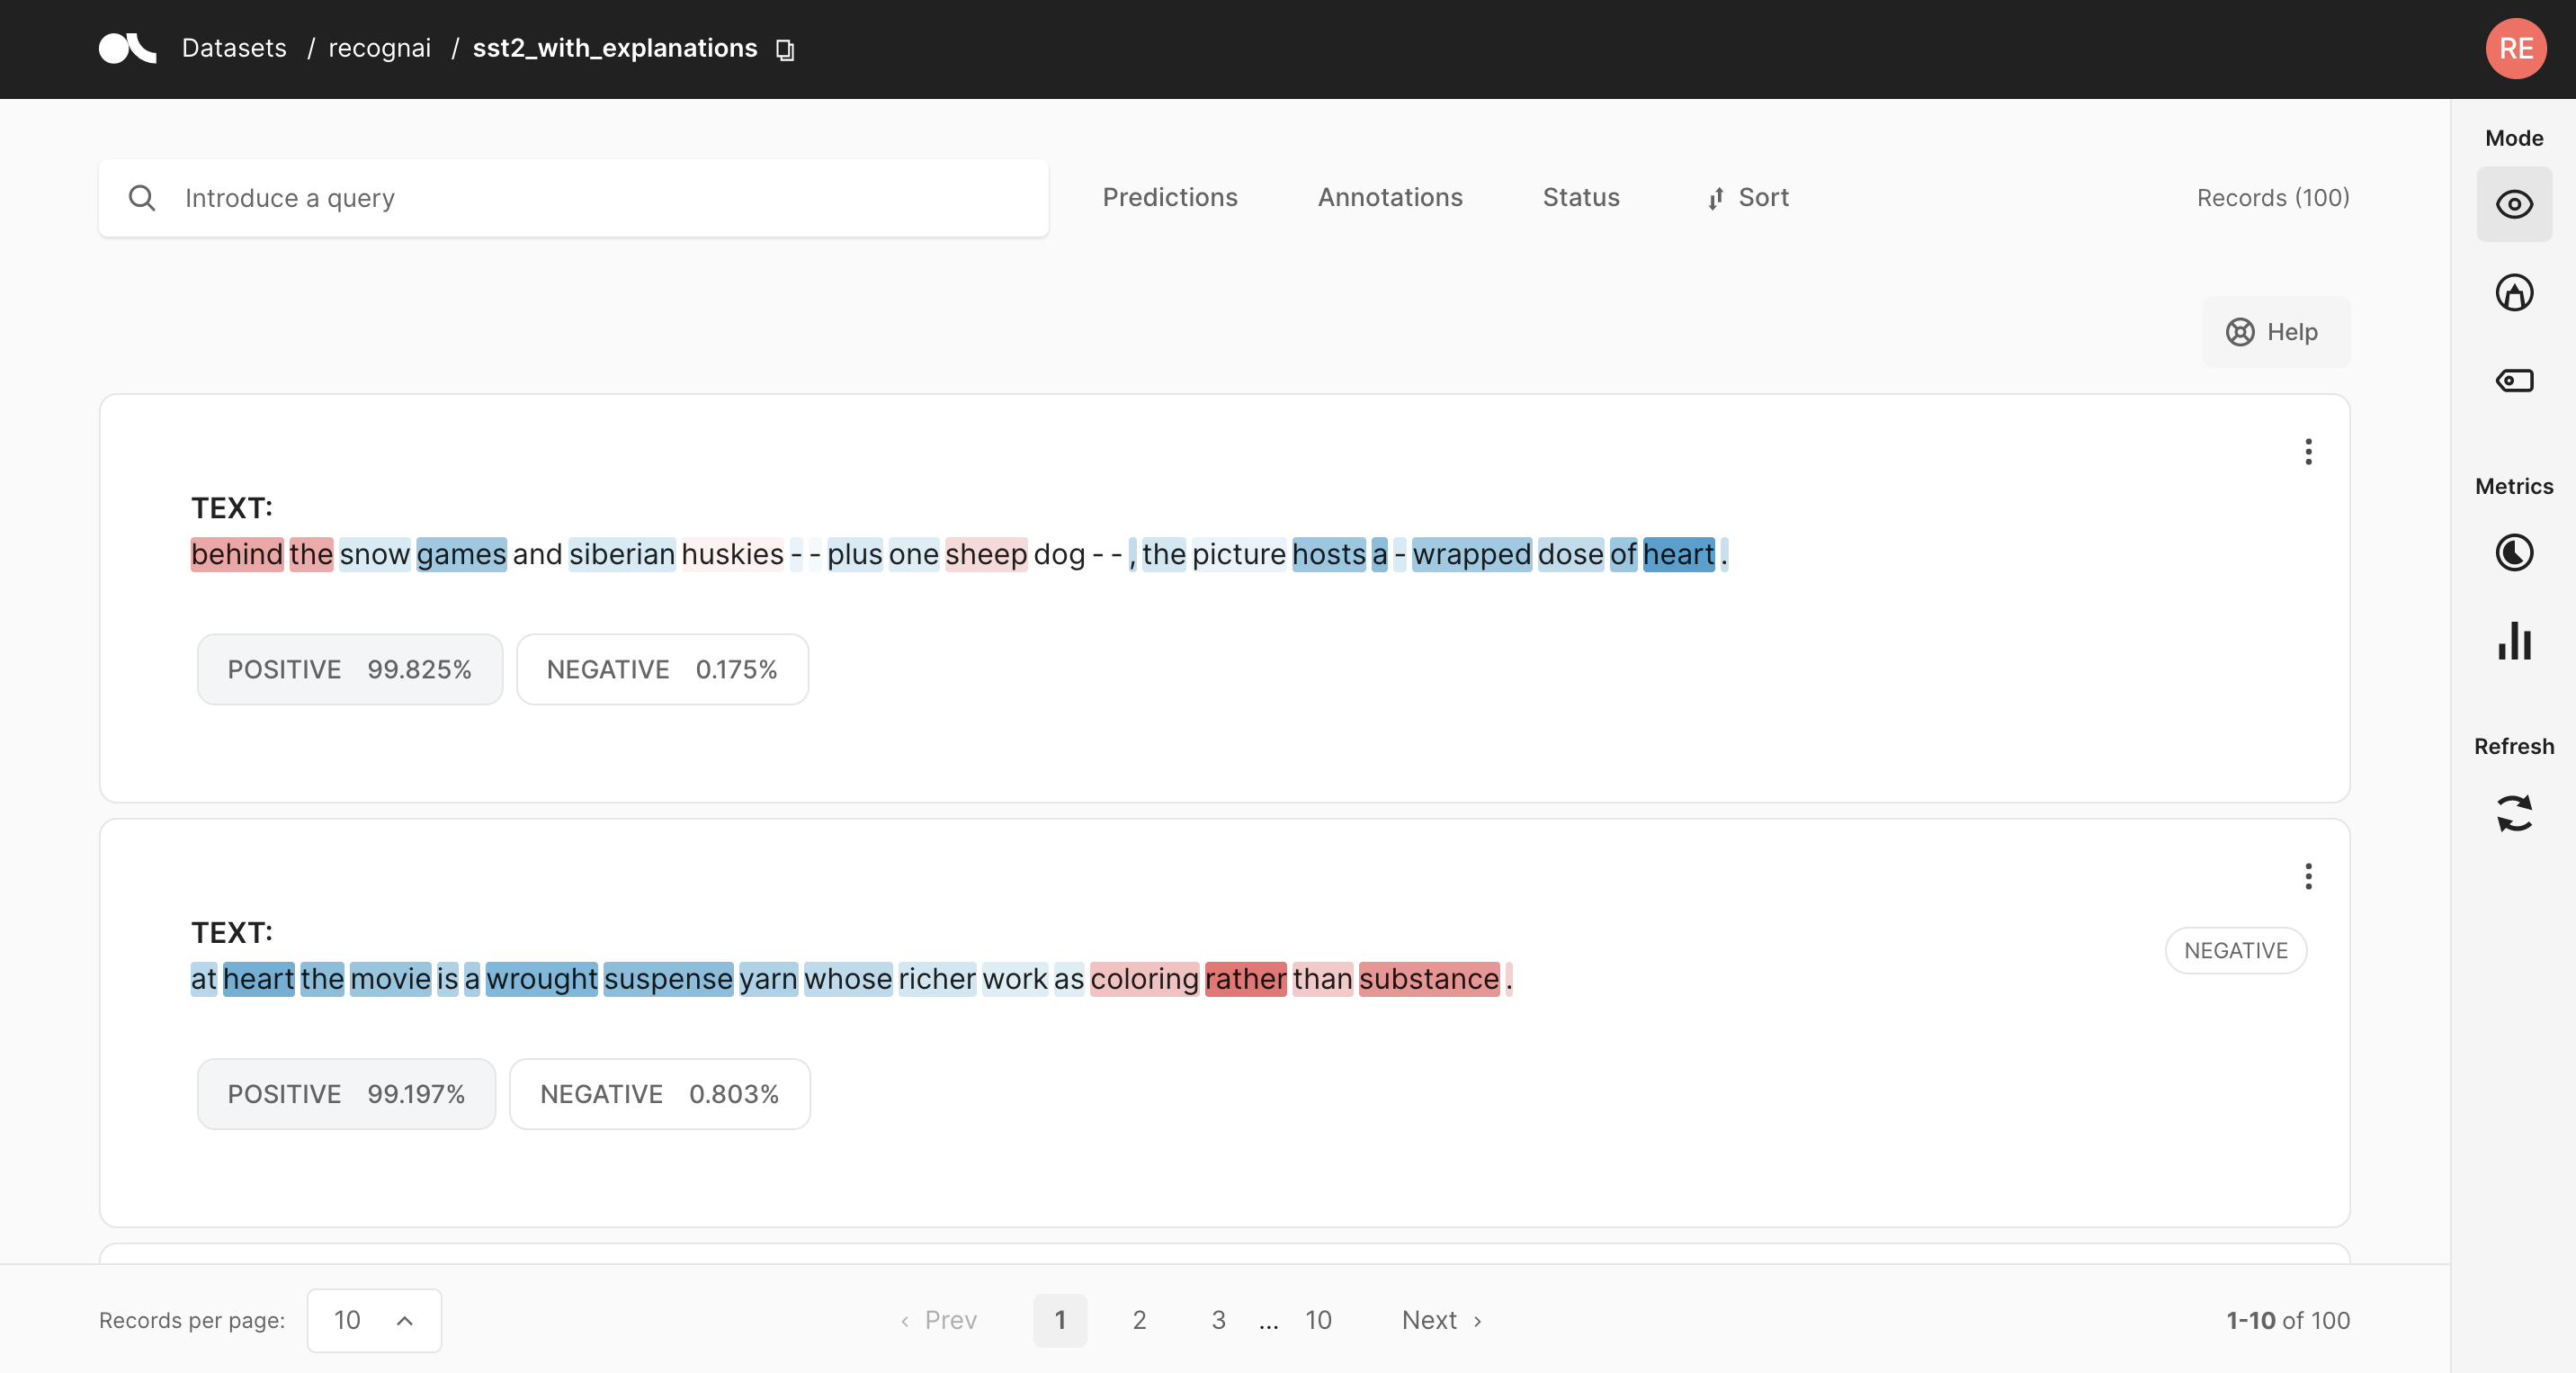 Datasets / recognai / sst2_with_explanations
RE
Introduce a query
Predictions
Annotations
Status
Sort
Records (100)
Mode
Help
TEXT:
behind the snow games and siberian huskies - - plus one sheep dog - - , the picture hosts a - wrapped dose of heart .
POSITIVE 99.825%
NEGATIVE 0.175%
Metrics
Refresh
TEXT:
at heart the movie is a wrought suspense yarn whose richer work as coloring rather than substance .
NEGATIVE
POSITIVE 99.197%
NEGATIVE 0.803%
Records per page: 10
‹ Prev 1 2 3 ... 10 Next ›
1-10 of 100